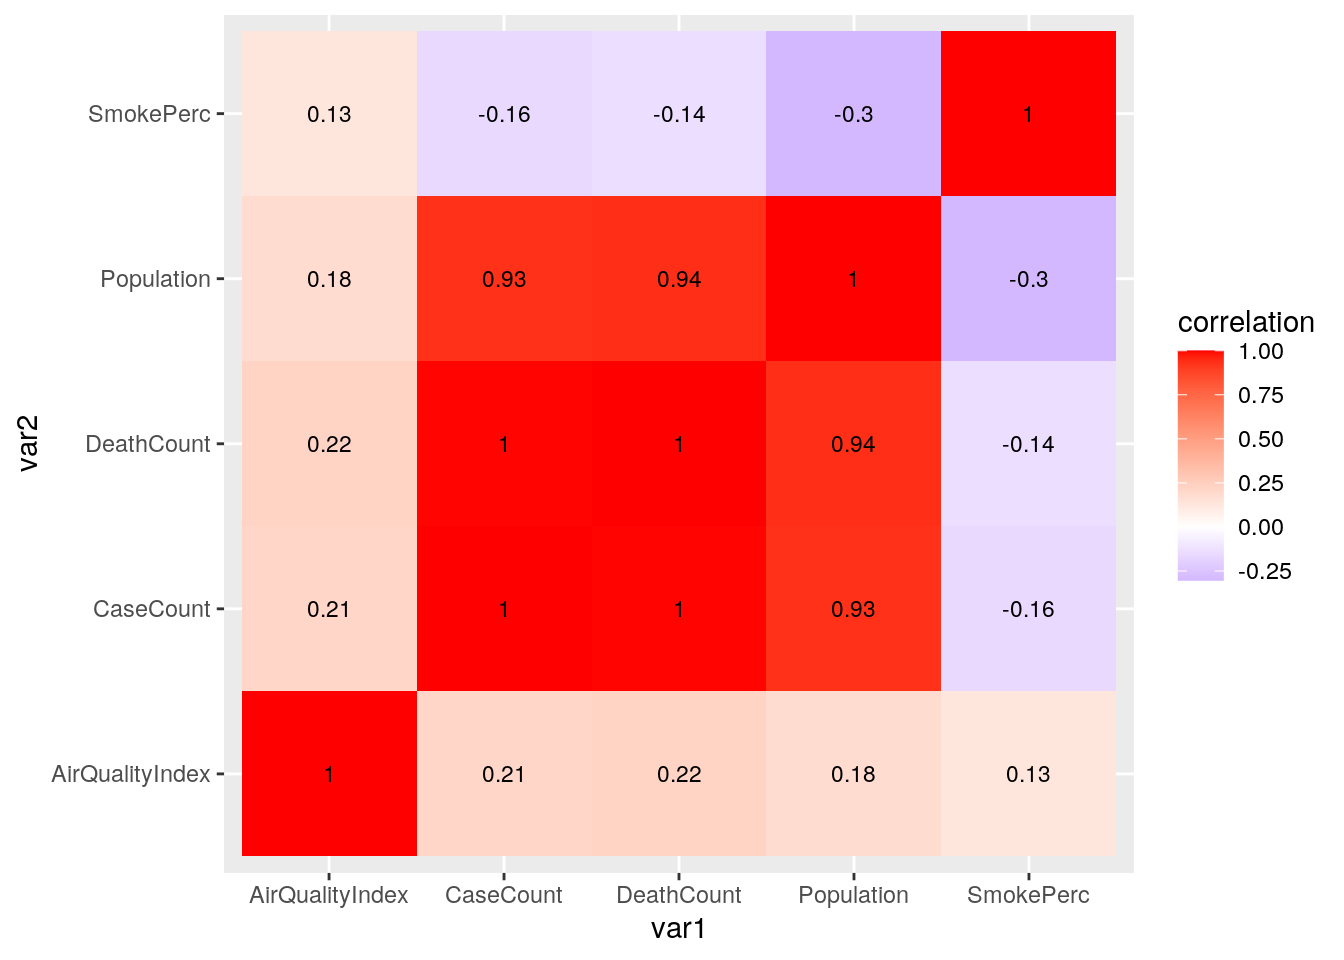 SmokePerc 0.13 -0.16 -0.14 -0.3 1
Population 0.18 0.93 0.94 1 -0.3
DeathCount 0.22 1 1 0.94 -0.14
CaseCount 0.21 1 1 0.93 -0.16
AirQualityIndex 1 0.21 0.22 0.18 0.13
AirQualityIndex CaseCount DeathCount Population SmokePerc
var1
var2
correlation
1.00
0.75
0.50
0.25
0.00
-0.25